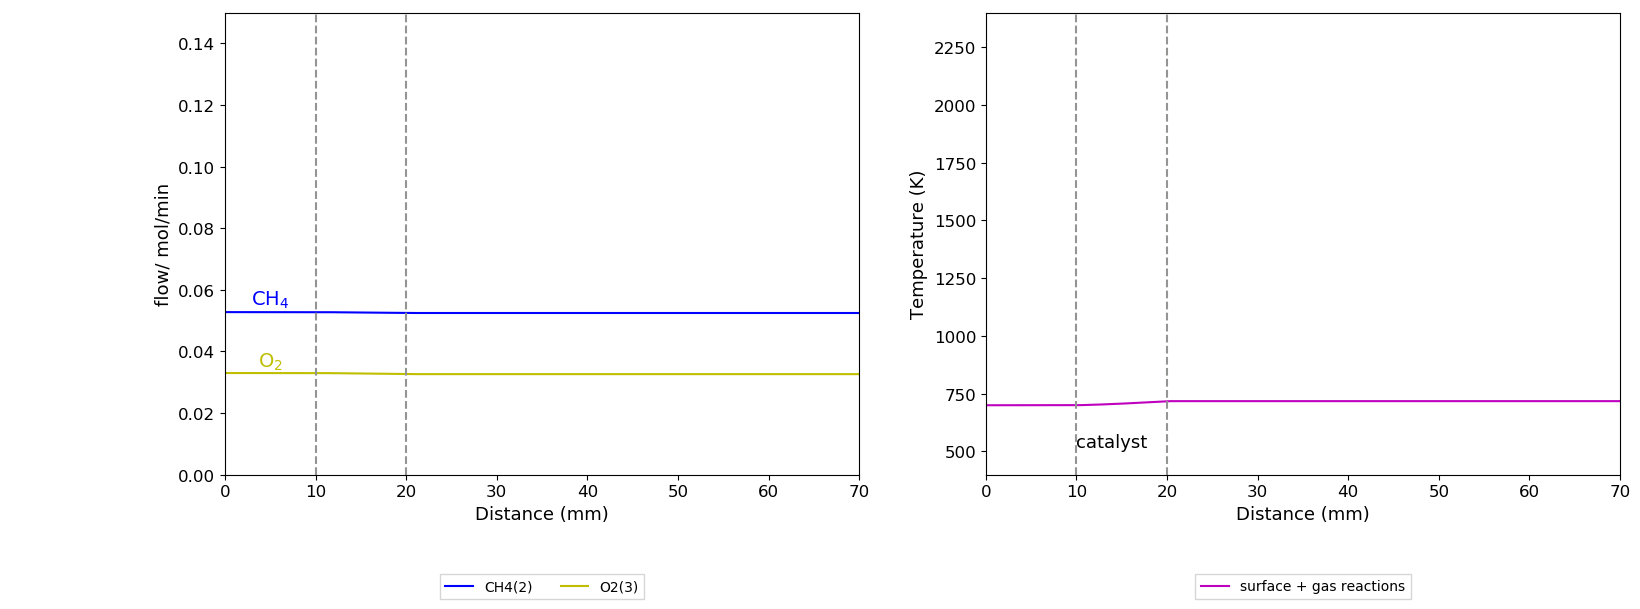 0.14
0.12
0.10
0.08
0.06
0.04
0.02
0.00
flow/ mol/min
CH₄
O₂
0 10 20 30 40 50 60 70
Distance (mm)
CH4(2) O2(3)
2250
2000
1750
1500
1250
1000
750
500
Temperature (K)
catalyst
0 10 20 30 40 50 60 70
Distance (mm)
surface + gas reactions